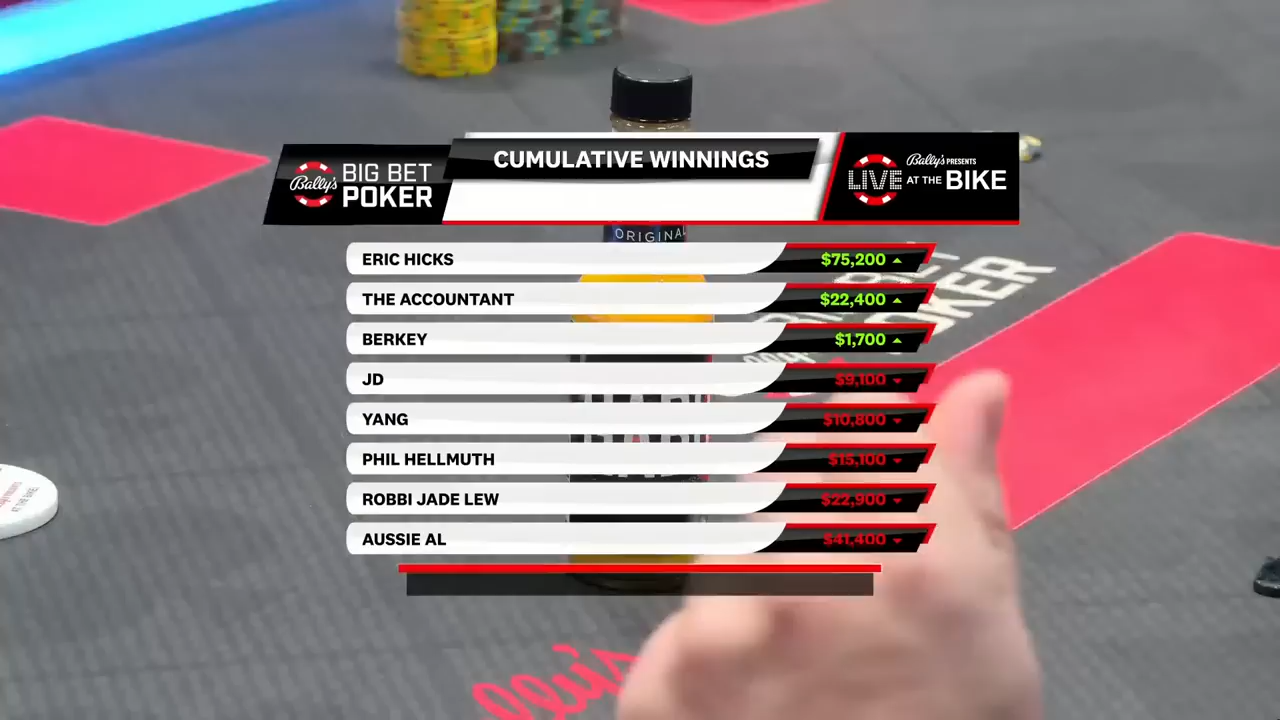 CUMULATIVE WINNINGS
Bally's BIG BET POKER
Bally's PRESENTS
LIVE AT THE BIKE
ORIGINAL
ERIC HICKS $75,200
THE ACCOUNTANT $22,400
BERKEY $1,700
JD $9,100
YANG $10,800
PHIL HELLMUTH $15,100
ROBBI JADE LEW $22,900
AUSSIE AL $41,400
Bally's